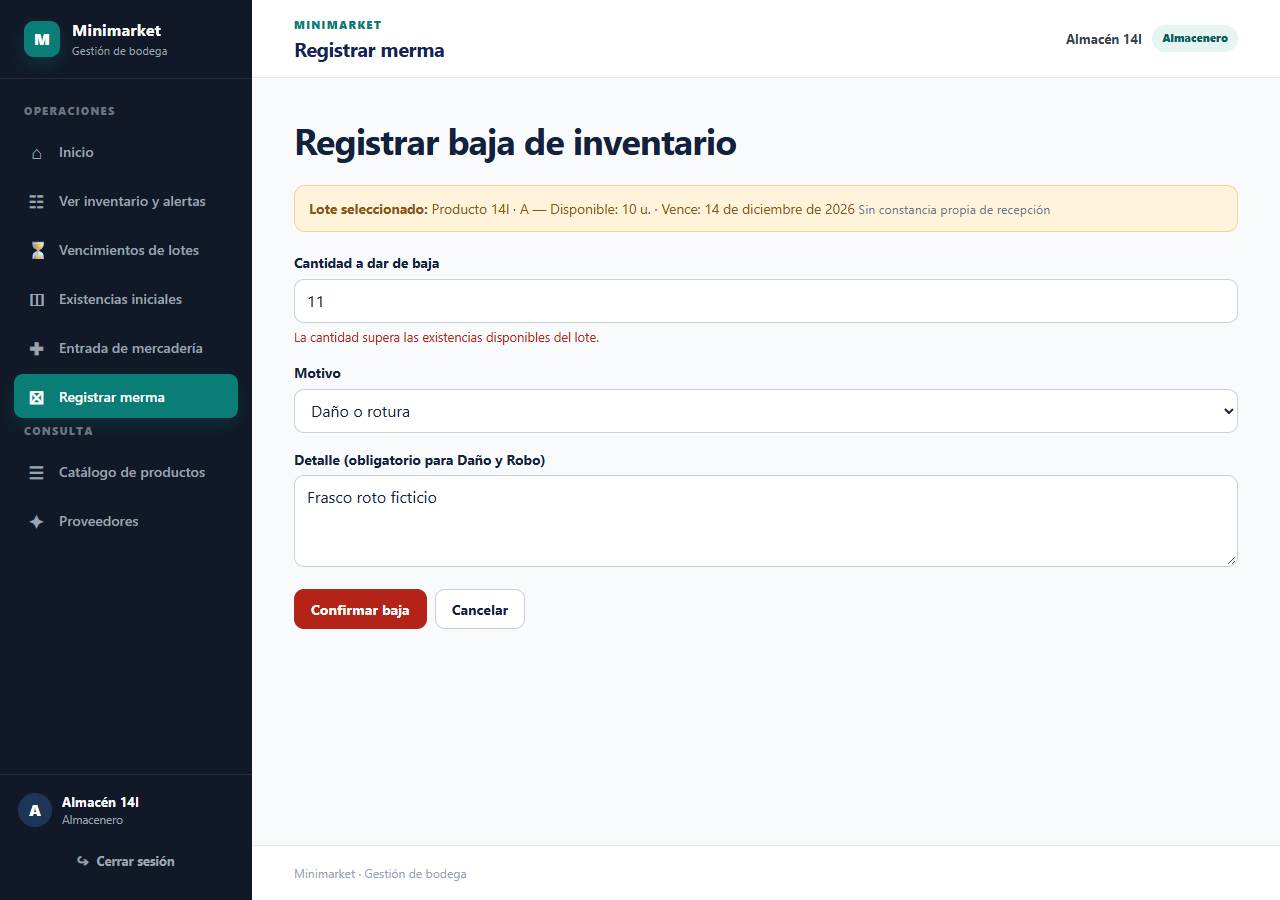 M
Minimarket
Gestión de bodega
OPERACIONES
Inicio
Ver inventario y alertas
Vencimientos de lotes
Existencias iniciales
Entrada de mercadería
Registrar merma
CONSULTA
Catálogo de productos
Proveedores
A
Almacén 14I
Almacenero
Cerrar sesión
MINIMARKET
Registrar merma
Almacén 14I
Almacenero
Registrar baja de inventario
Lote seleccionado: Producto 14I · A — Disponible: 10 u. · Vence: 14 de diciembre de 2026 Sin constancia propia de recepción
Cantidad a dar de baja
11
La cantidad supera las existencias disponibles del lote.
Motivo
Daño o rotura
Detalle (obligatorio para Daño y Robo)
Frasco roto ficticio
Confirmar baja
Cancelar
Minimarket · Gestión de bodega